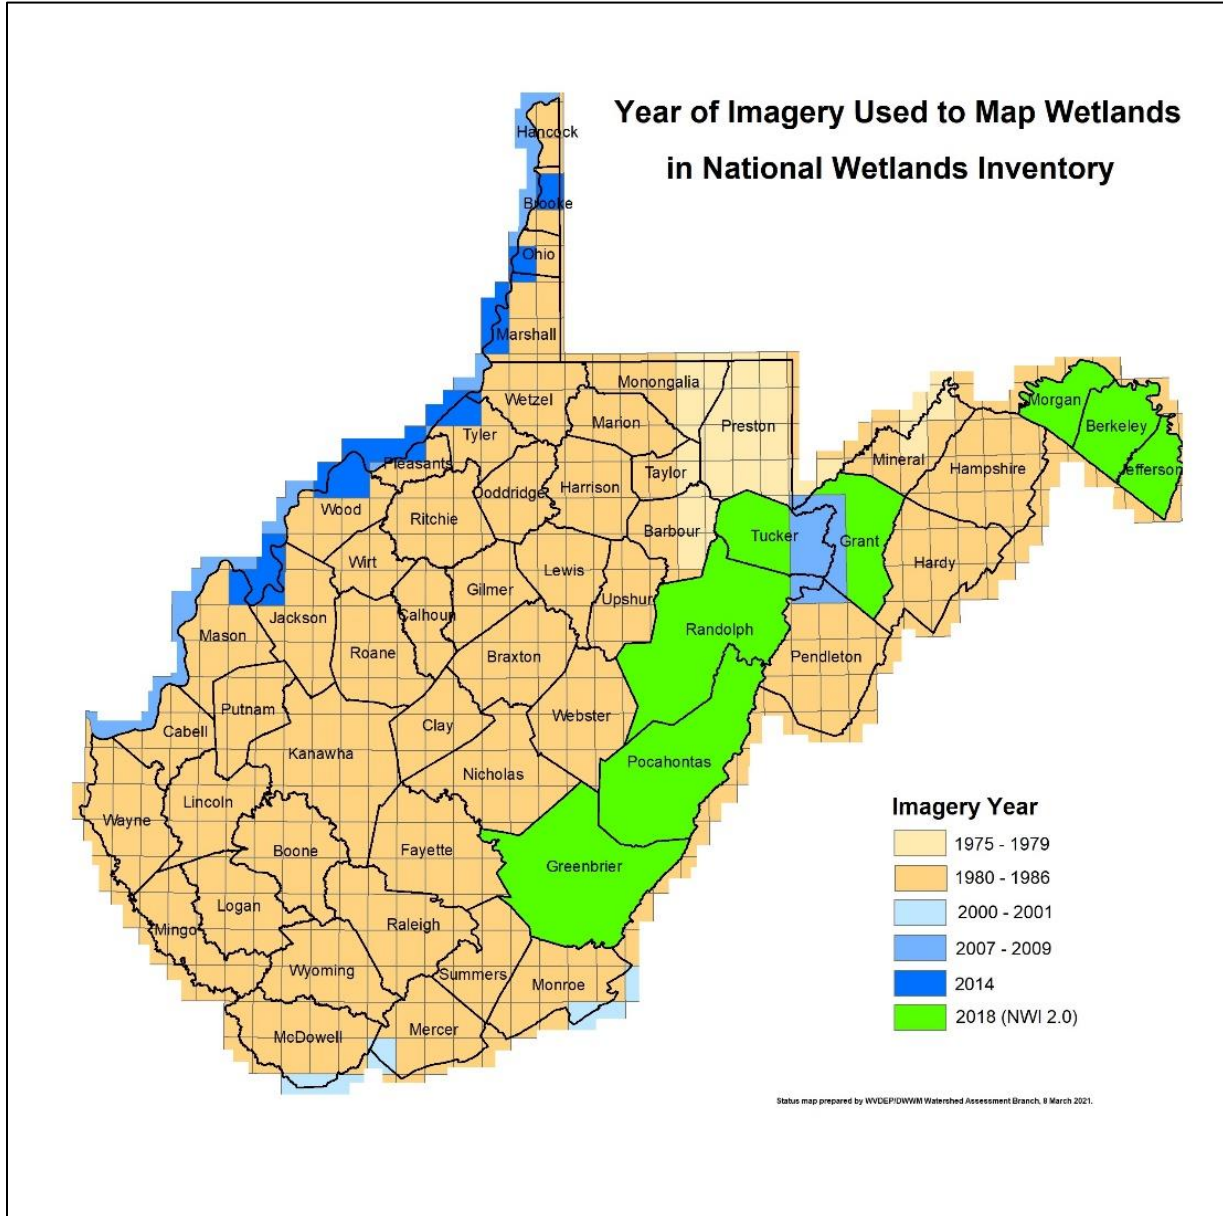 Year of Imagery Used to Map Wetlands
in National Wetlands Inventory
Hancock
Brooke
Ohio
Marshall
Wetzel
Monongalia
Marion
Preston
Tyler
Pleasants
Taylor
Doddridge
Harrison
Wood
Ritchie
Barbour
Tucker
Grant
Mineral
Hampshire
Morgan
Berkeley
Jefferson
Hardy
Wirt
Gilmer
Lewis
Upshur
Calhoun
Jackson
Mason
Roane
Braxton
Randolph
Pendleton
Putnam
Cabell
Clay
Webster
Kanawha
Nicholas
Pocahontas
Wayne
Lincoln
Boone
Fayette
Greenbrier
Logan
Mingo
Raleigh
Wyoming
Summers
Monroe
McDowell
Mercer
Imagery Year
1975 - 1979
1980 - 1986
2000 - 2001
2007 - 2009
2014
2018 (NWI 2.0)
Status map prepared by WVDEP/DWWM Watershed Assessment Branch, 8 March 2021.